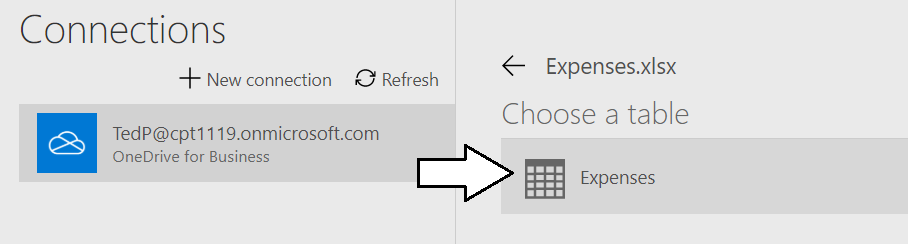 Connections
New connection
Refresh
TedP@cpt1119.onmicrosoft.com
OneDrive for Business
Expenses.xlsx
Choose a table
Expenses